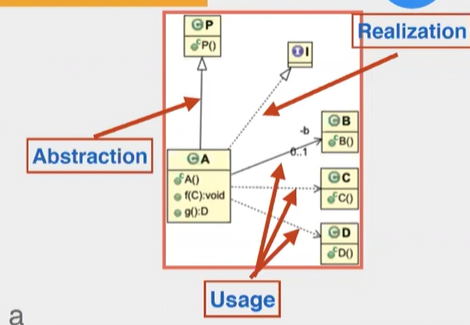 P
P()
Realization
I
-b
0..1
B
B()
Abstraction
A
A()
f(C):void
g():D
C
C()
D
D()
Usage
a